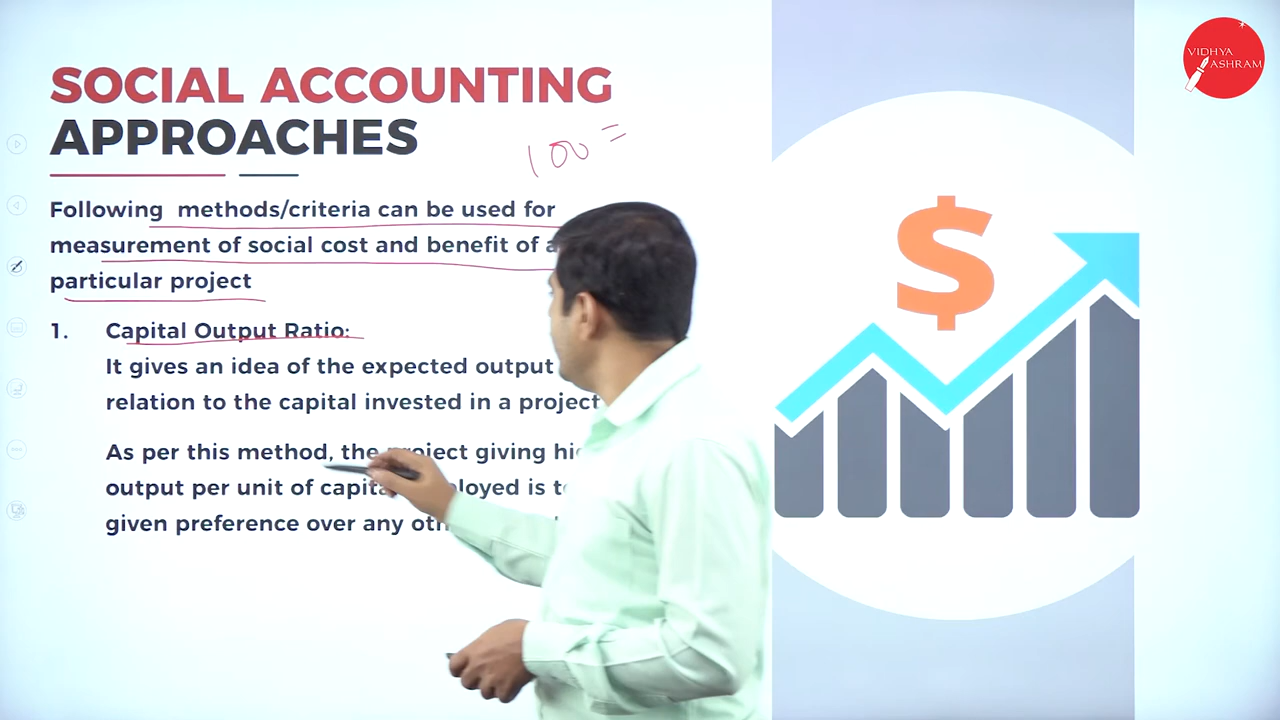 VIDHYA
ASHRAM
SOCIAL ACCOUNTING
APPROACHES
100 =
Following methods/criteria can be used for
measurement of social cost and benefit of
particular project
1. Capital Output Ratio:
It gives an idea of the expected output
relation to the capital invested in a project
As per this method, the giving
output per unit of is
given preference over any
$